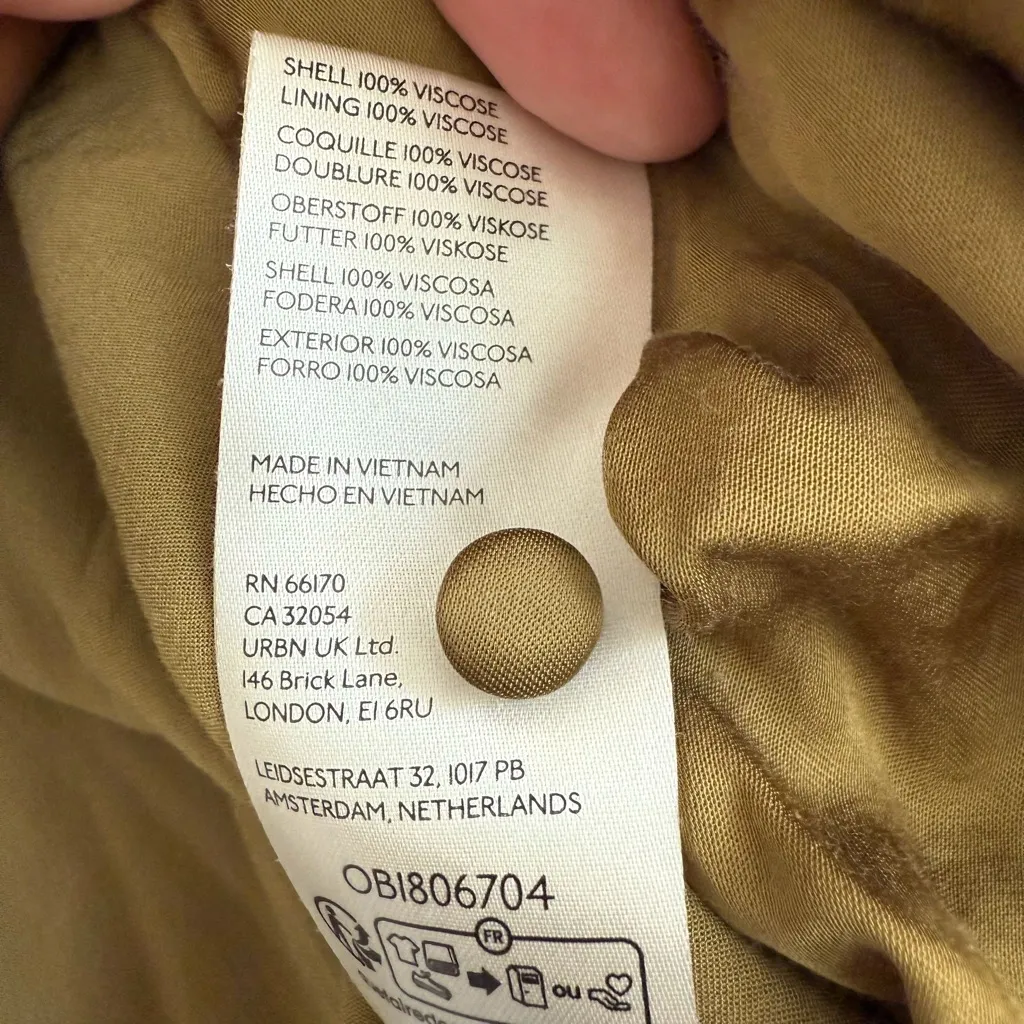 SHELL 100% VISCOSE
LINING 100% VISCOSE
COQUILLE 100% VISCOSE
DOUBLURE 100% VISCOSE
OBERSTOFF 100% VISKOSE
FUTTER 100% VISKOSE
SHELL 100% VISCOSA
FODERA 100% VISCOSA
EXTERIOR 100% VISCOSA
FORRO 100% VISCOSA
MADE IN VIETNAM
HECHO EN VIETNAM
RN 66170
CA 32054
URBN UK Ltd.
146 Brick Lane,
LONDON, E1 6RU
LEIDSESTRAAT 32, 1017 PB
AMSTERDAM, NETHERLANDS
OB1806704
FR
ou